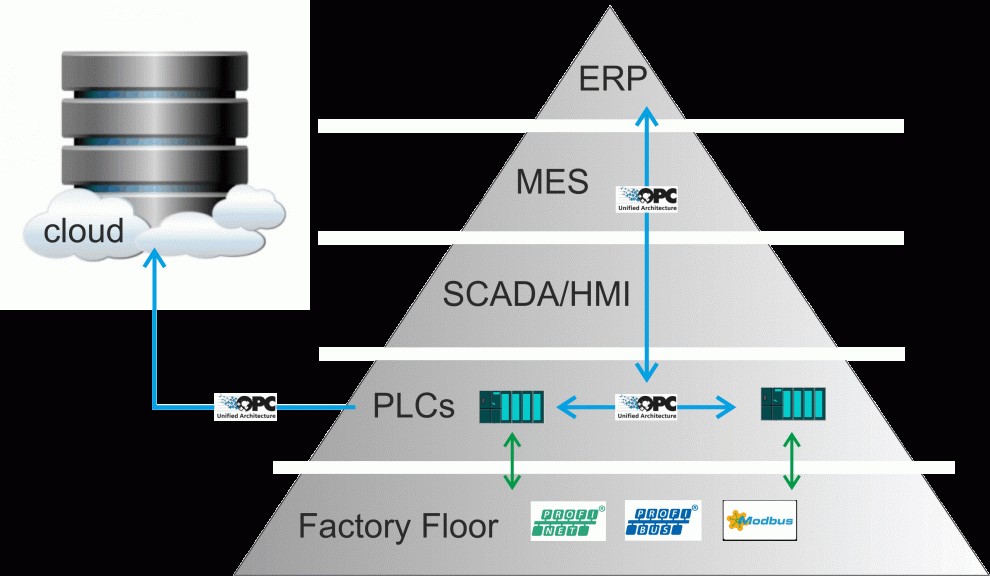 ERP
MES
OPC
Unified Architecture
cloud
SCADA/HMI
OPC
Unified Architecture
PLCs
OPC
Unified Architecture
Factory Floor
PROFI®
NET
PROFI®
BUS
Modbus